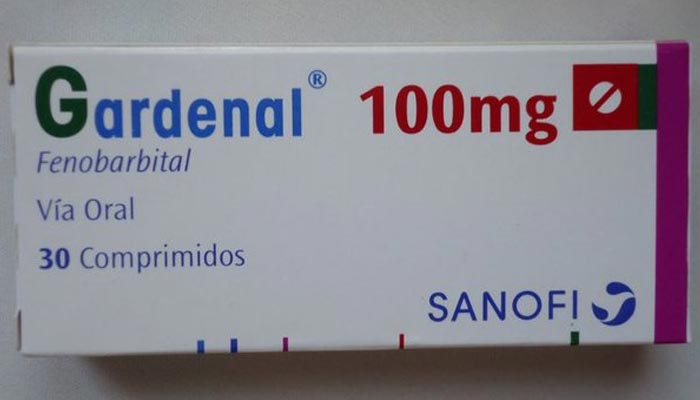 Gardenal® 100mg
Fenobarbital
Vía Oral
30 Comprimidos
SANOFI